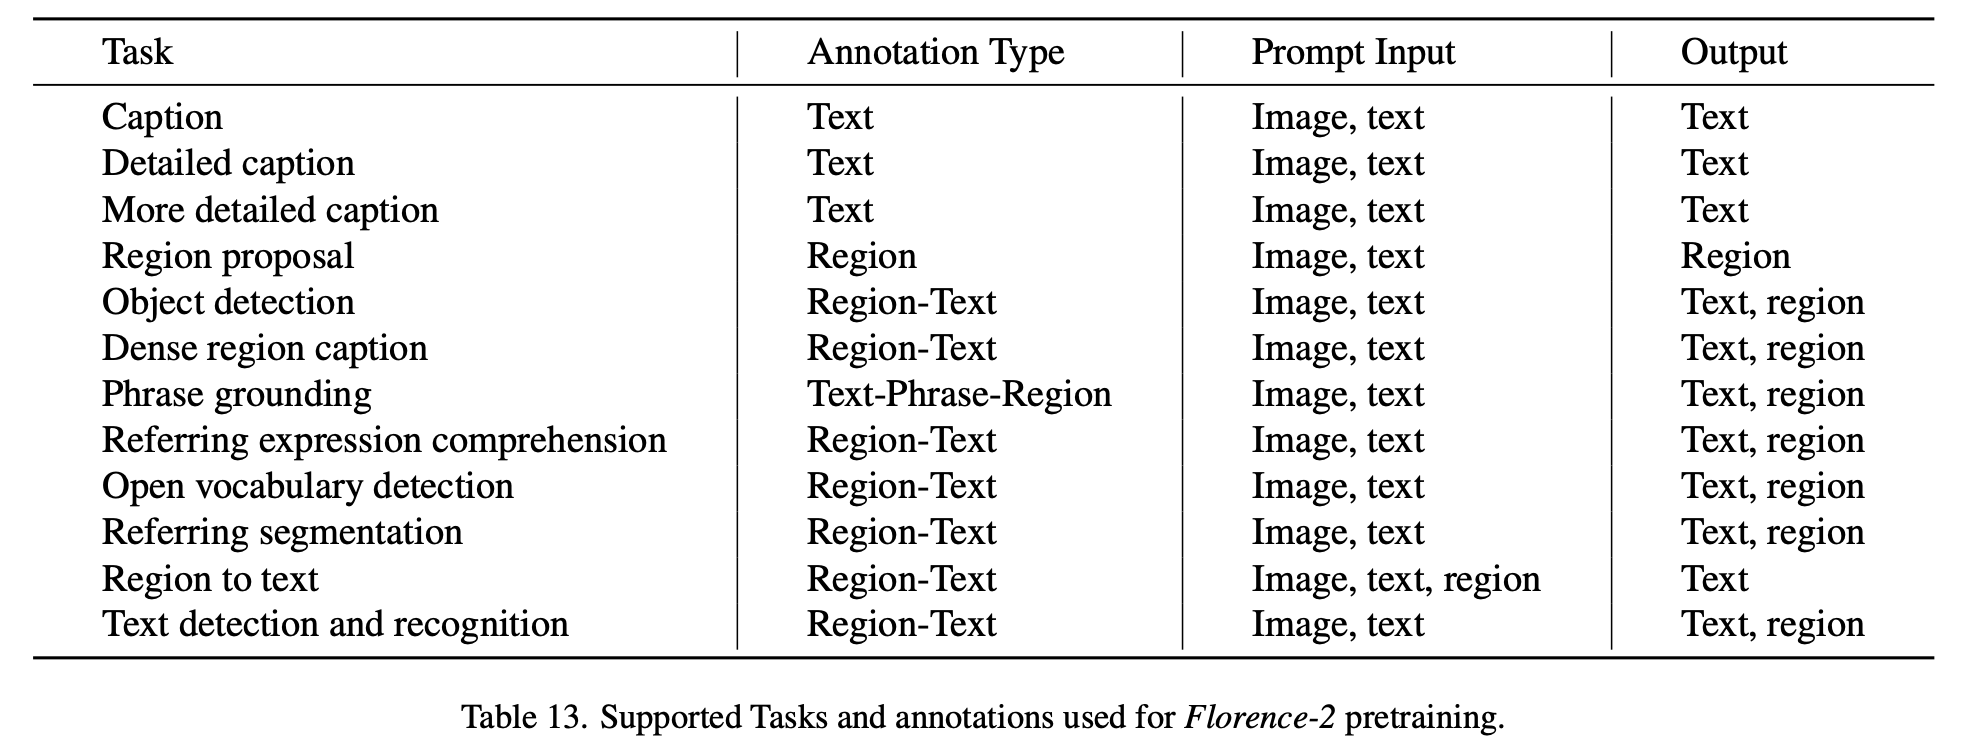 Task Annotation Type Prompt Input Output
Caption Text Image, text Text
Detailed caption Text Image, text Text
More detailed caption Text Image, text Text
Region proposal Region Image, text Region
Object detection Region-Text Image, text Text, region
Dense region caption Region-Text Image, text Text, region
Phrase grounding Text-Phrase-Region Image, text Text, region
Referring expression comprehension Region-Text Image, text Text, region
Open vocabulary detection Region-Text Image, text Text, region
Referring segmentation Region-Text Image, text Text, region
Region to text Region-Text Image, text, region Text
Text detection and recognition Region-Text Image, text Text, region
Table 13. Supported Tasks and annotations used for Florence-2 pretraining.